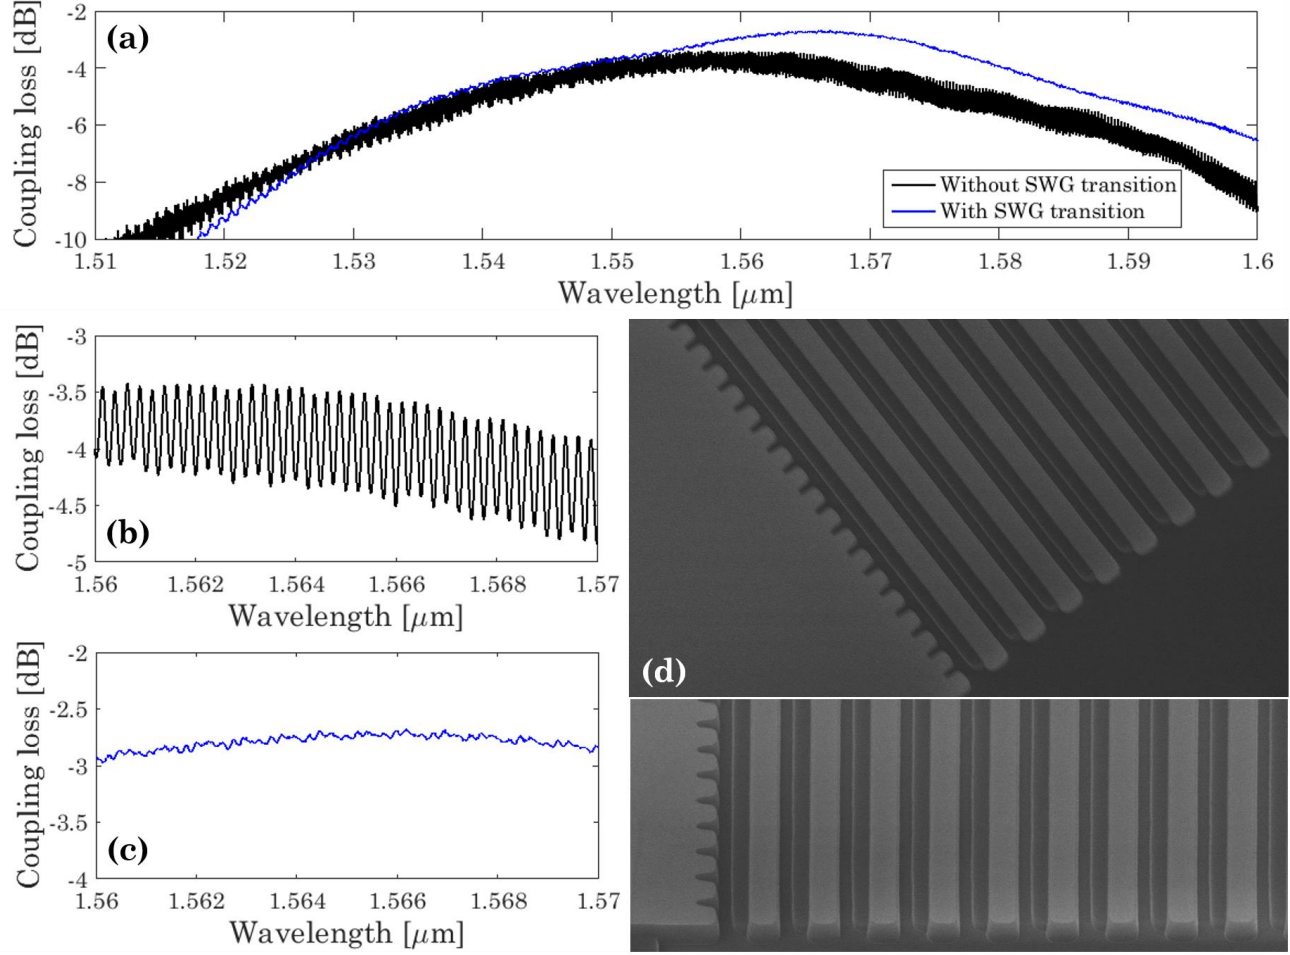 (a)
Coupling loss [dB]
-2
-4
-6
-8
-10
Without SWG transition
With SWG transition
1.51 1.52 1.53 1.54 1.55 1.56 1.57 1.58 1.59 1.6
Wavelength [μm]
Coupling loss [dB]
-3
-3.5
-4
-4.5
-5
(b)
1.56 1.562 1.564 1.566 1.568 1.57
Wavelength [μm]
Coupling loss [dB]
-2
-2.5
-3
-3.5
-4
(c)
1.56 1.562 1.564 1.566 1.568 1.57
Wavelength [μm]
(d)